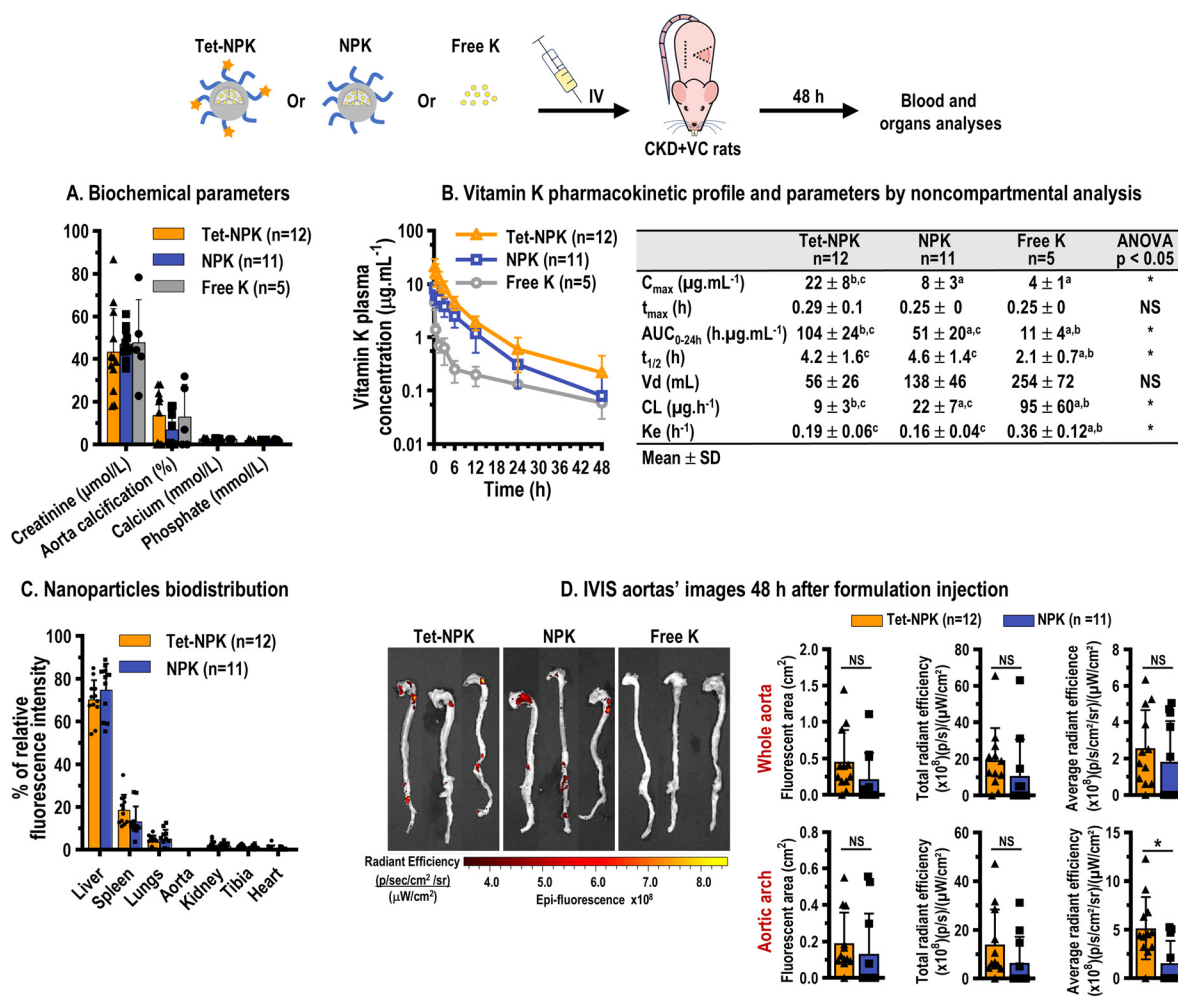 Tet-NPK NPK Free K
Or Or IV 48 h Blood and
organs analyses
CKD+VC rats
A. Biochemical parameters
100
80
60
40
20
0
Tet-NPK (n=12)
NPK (n=11)
Free K (n=5)
Creatinine (µmol/L)
Aorta calcification (%)
Calcium (mmol/L)
Phosphate (mmol/L)
B. Vitamin K pharmacokinetic profile and parameters by noncompartmental analysis
Vitamin K plasma
concentration (µg.mL⁻¹)
100
10
1
0.1
0.01
Tet-NPK (n=12)
NPK (n=11)
Free K (n=5)
0 6 12 18 24 30 36 42 48
Time (h)
Tet-NPK NPK Free K ANOVA
n=12 n=11 n=5 p < 0.05
Cmax (µg.mL⁻¹) 22 ± 8ᵇ,ᶜ 8 ± 3ᵃ 4 ± 1ᵃ *
tmax (h) 0.29 ± 0.1 0.25 ± 0 0.25 ± 0 NS
AUC0-24h (h.µg.mL⁻¹) 104 ± 24ᵇ,ᶜ 51 ± 20ᵃ,ᶜ 11 ± 4ᵃ,ᵇ *
t1/2 (h) 4.2 ± 1.6ᶜ 4.6 ± 1.4ᶜ 2.1 ± 0.7ᵃ,ᵇ *
Vd (mL) 56 ± 26 138 ± 46 254 ± 72 NS
CL (µg.h⁻¹) 9 ± 3ᵇ,ᶜ 22 ± 7ᵃ,ᶜ 95 ± 60ᵃ,ᵇ *
Ke (h⁻¹) 0.19 ± 0.06ᶜ 0.16 ± 0.04ᶜ 0.36 ± 0.12ᵃ,ᵇ *
Mean ± SD
C. Nanoparticles biodistribution
% of relative
fluorescence intensity
100
80
60
40
20
0
Tet-NPK (n=12)
NPK (n=11)
Liver
Spleen
Lungs
Aorta
Kidney
Tibia
Heart
D. IVIS aortas' images 48 h after formulation injection
Tet-NPK NPK Free K
Radiant Efficiency
(p/sec/cm² /sr)
(µW/cm²)
4.0 5.0 6.0 7.0 8.0
Epi-fluorescence x10⁸
Tet-NPK (n=12) NPK (n =11)
Whole aorta
Fluorescent area (cm²)
2.0
1.5
1.0
0.5
0.0
NS
Total radiant efficiency
(x10⁸)(p/s)/(µW/cm²)
80
60
40
20
0
NS
Average radiant efficiency
(x10⁸)(p/s/cm²/sr)/(µW/cm²)
8
6
4
2
0
NS
Aortic arch
Fluorescent area (cm²)
0.8
0.6
0.4
0.2
0.0
NS
Total radiant efficiency
(x10⁸)(p/s)/(µW/cm²)
60
40
20
0
NS
Average radiant efficiency
(x10⁸)(p/s/cm²/sr)/(µW/cm²)
15
10
5
0
*